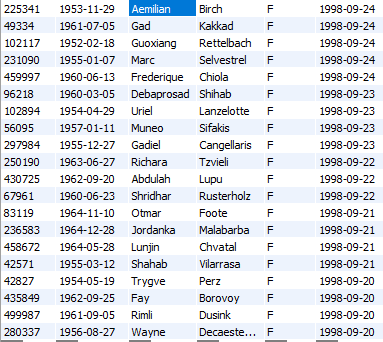 225341 1953-11-29 Aemilian Birch F 1998-09-24
49334 1961-07-05 Gad Kakkad F 1998-09-24
102117 1952-02-18 Guoxiang Rettelbach F 1998-09-24
231090 1955-01-07 Marc Selvestrel F 1998-09-24
459997 1960-06-13 Frederique Chiola F 1998-09-24
96218 1960-03-05 Debaprosad Shihab F 1998-09-23
102894 1954-04-29 Uriel Lanzelotte F 1998-09-23
56095 1957-01-11 Muneo Sifakis F 1998-09-23
297984 1955-12-27 Gadiel Cangellaris F 1998-09-23
250190 1963-06-27 Richara Tzvieli F 1998-09-22
430725 1962-09-20 Abdulah Lupu F 1998-09-22
67961 1960-06-23 Shridhar Rusterholz F 1998-09-22
83119 1964-11-10 Otmar Foote F 1998-09-21
236583 1964-12-28 Jordanka Malabarba F 1998-09-21
458672 1964-05-28 Lunjin Chvatal F 1998-09-21
42571 1955-03-12 Shahab Vilarrasa F 1998-09-21
42827 1954-05-19 Trygve Perz F 1998-09-20
435849 1962-09-25 Fay Borovoy F 1998-09-20
499987 1961-09-05 Rimli Dusink F 1998-09-20
280337 1956-08-27 Wayne Decaeste... F 1998-09-20